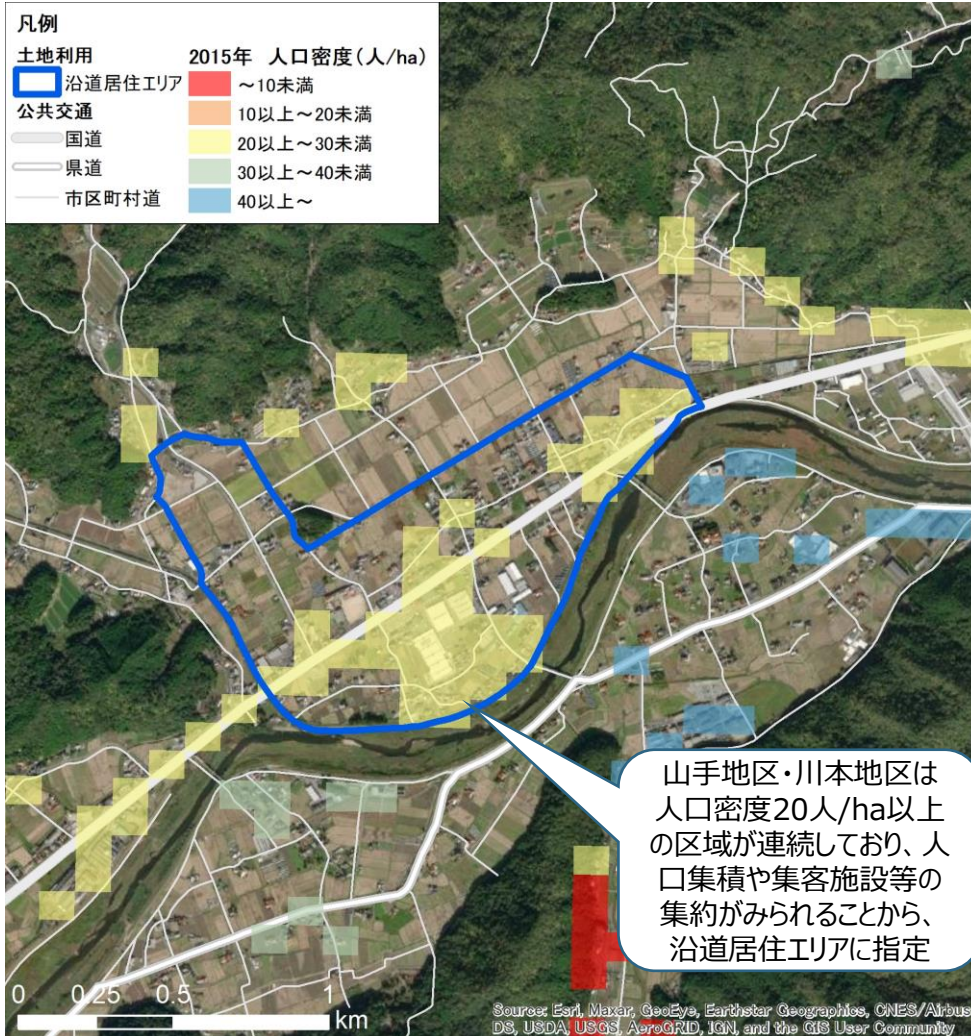 凡例
土地利用
沿道居住エリア
公共交通
国道
県道
市区町村道
2015年 人口密度(人/ha)
~10未満
10以上~20未満
20以上~30未満
30以上~40未満
40以上~
山手地区・川本地区は
人口密度20人/ha以上
の区域が連続しており、人
口集積や集客施設等の
集約がみられることから、
沿道居住エリアに指定
0 0.25 0.5 1
km
Source: Esri, Maxar, GeoEye, Earthstar Geographics, CNES/Airbus
DS, USDA, USGS, AeroGRID, IGN, and the GIS User Community